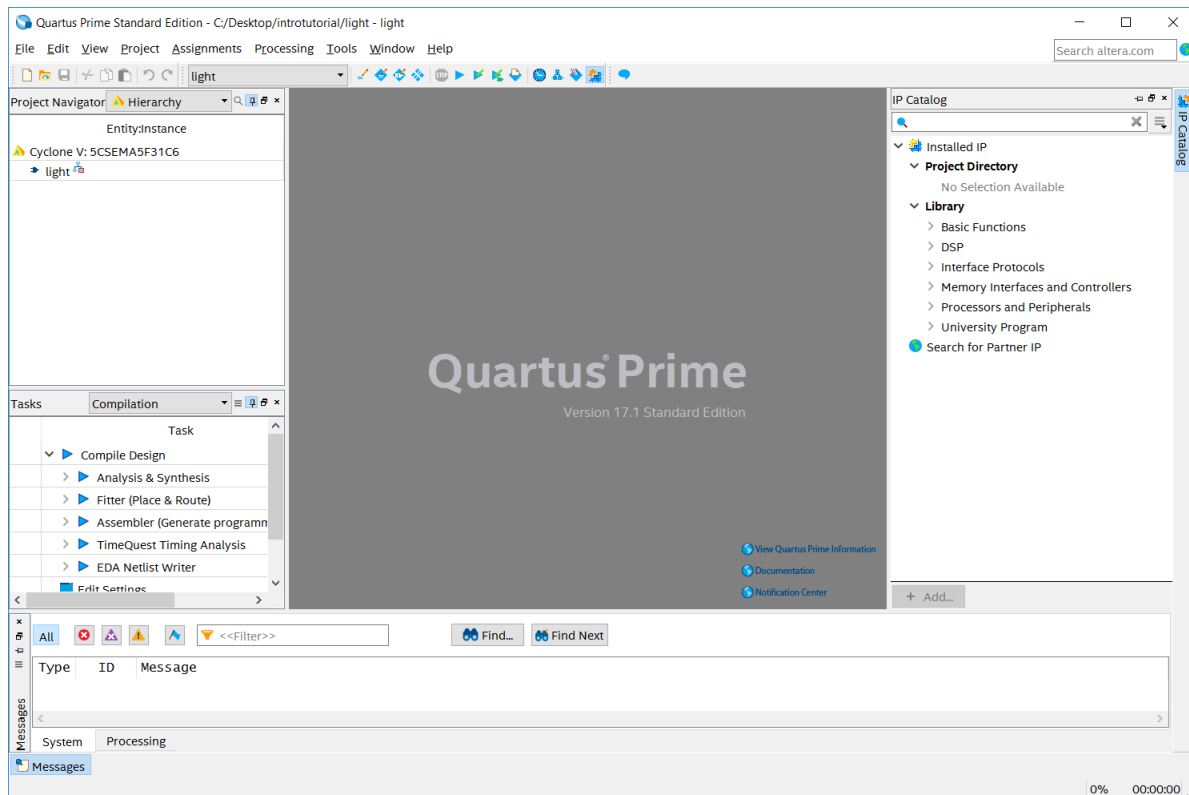 Quartus Prime Standard Edition - C:/Desktop/introtutorial/light - light
File Edit View Project Assignments Processing Tools Window Help
Search altera.com
light
Project Navigator Hierarchy
Entity:Instance
Cyclone V: 5CSEMA5F31C6
light
Tasks Compilation
Task
Compile Design
Analysis & Synthesis
Fitter (Place & Route)
Assembler (Generate programm
TimeQuest Timing Analysis
EDA Netlist Writer
Edit Settings
Quartus® Prime
Version 17.1 Standard Edition
View Quartus Prime Information
Documentation
Notification Center
IP Catalog
Installed IP
Project Directory
No Selection Available
Library
Basic Functions
DSP
Interface Protocols
Memory Interfaces and Controllers
Processors and Peripherals
University Program
Search for Partner IP
+ Add...
IP Catalog
All <<Filter>> Find... Find Next
Type ID Message
System Processing
Messages
Messages
0% 00:00:00